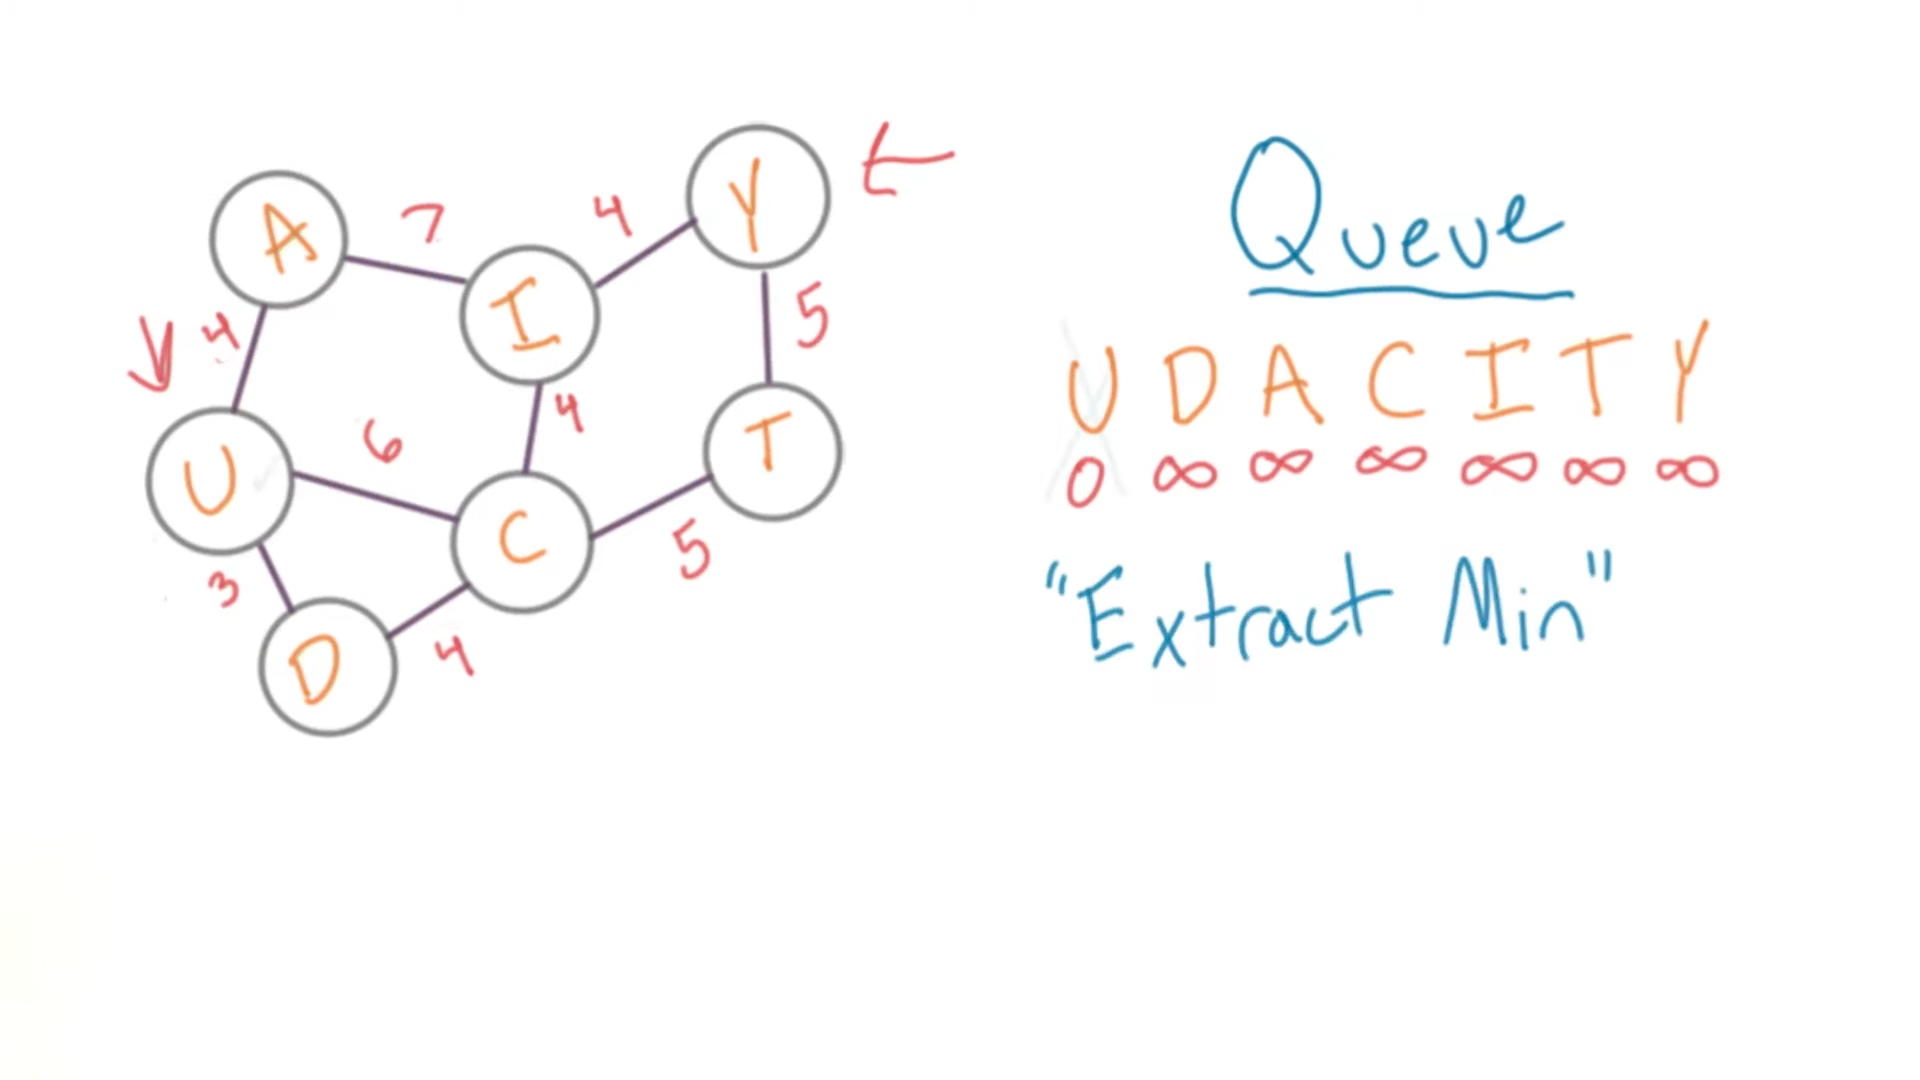 A
7
I
4
Y
5
4
U
6
4
C
T
5
3
D
4
Queue
U D A C I T Y
0 ∞ ∞ ∞ ∞ ∞ ∞
"Extract Min"